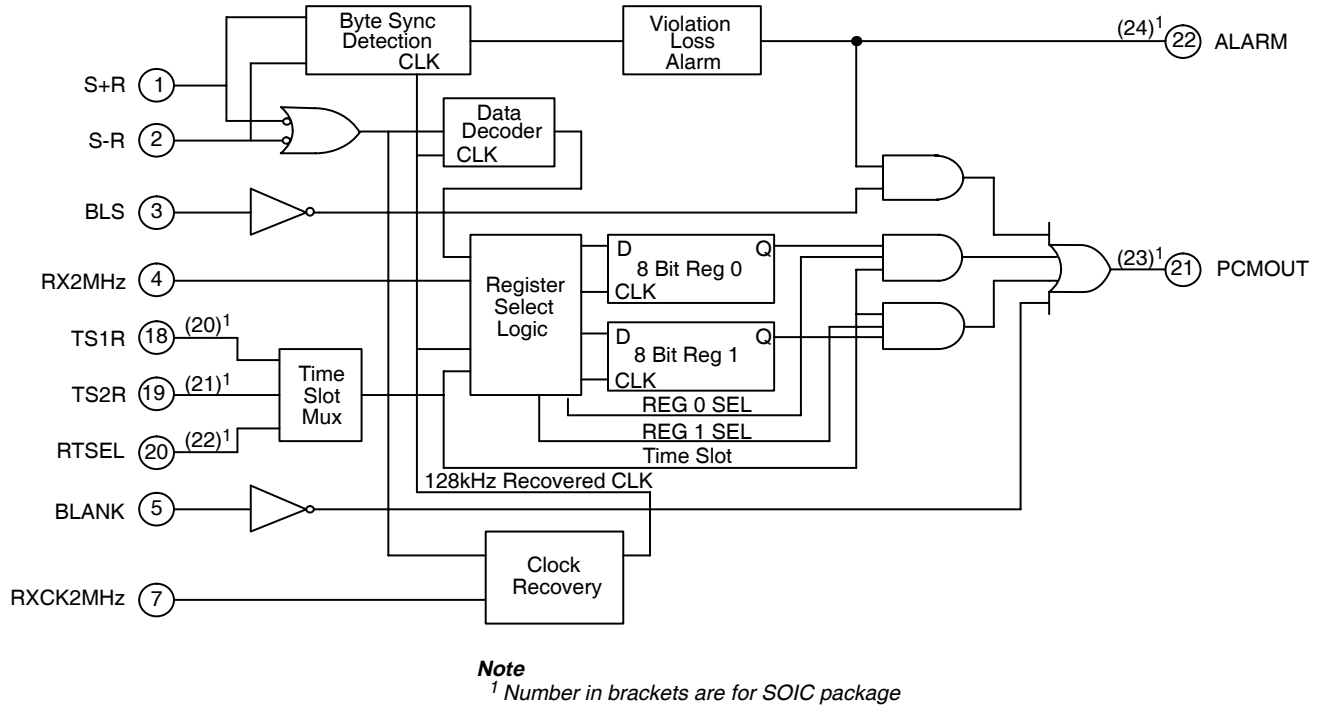 Byte Sync
Detection
CLK
Violation
Loss
Alarm
(24)1
22 ALARM
S+R 1
S-R 2
Data
Decoder
CLK
BLS 3
RX2MHz 4
Register
Select
Logic
D Q
8 Bit Reg 0
CLK
D Q
8 Bit Reg 1
CLK
(23)1
21 PCMOUT
TS1R 18 (20)1
TS2R 19 (21)1
RTSEL 20 (22)1
Time
Slot
Mux
REG 0 SEL
REG 1 SEL
Time Slot
128kHz Recovered CLK
BLANK 5
RXCK2MHz 7
Clock
Recovery
Note
1 Number in brackets are for SOIC package